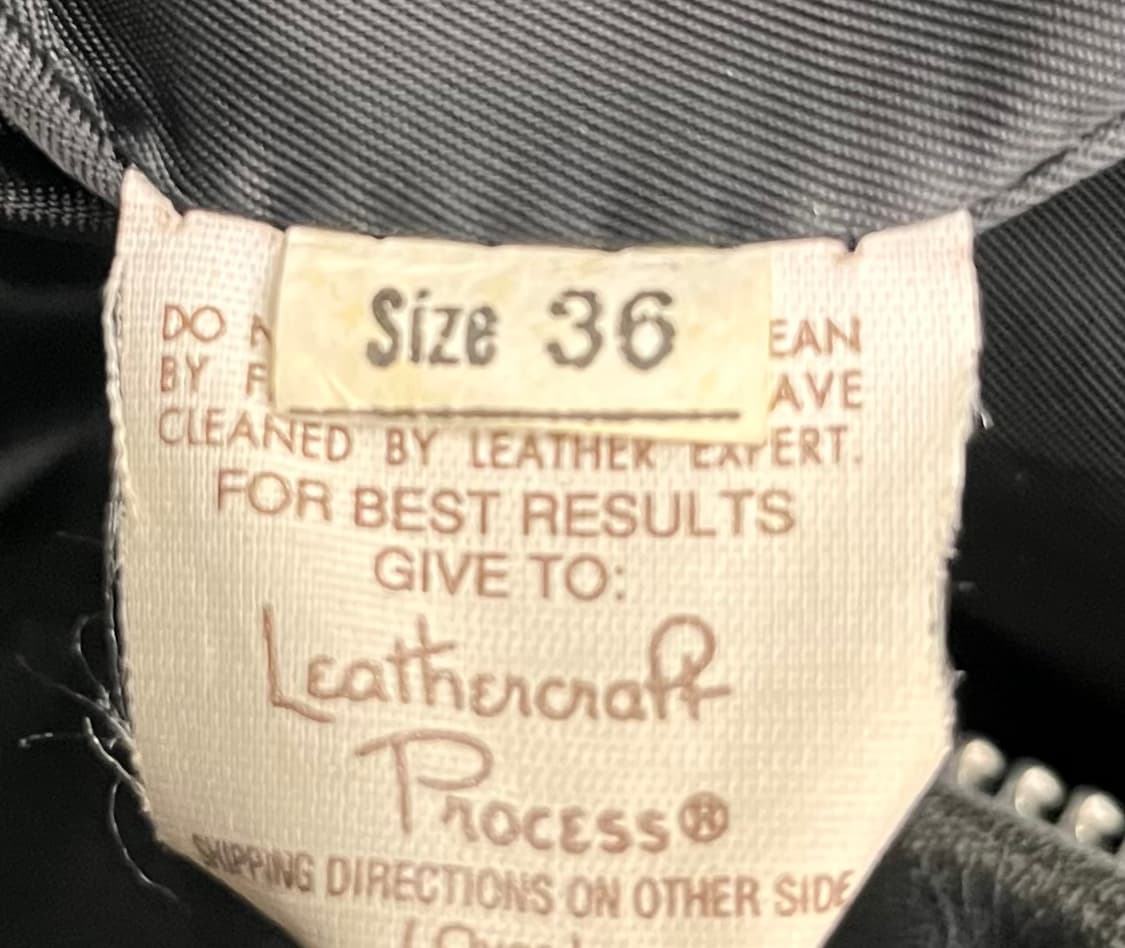 Size 36
DO EAN
BY AVE
CLEANED BY LEATHER EXPERT.
FOR BEST RESULTS
GIVE TO:
Leathercraft
Process®
SHIPPING DIRECTIONS ON OTHER SIDE